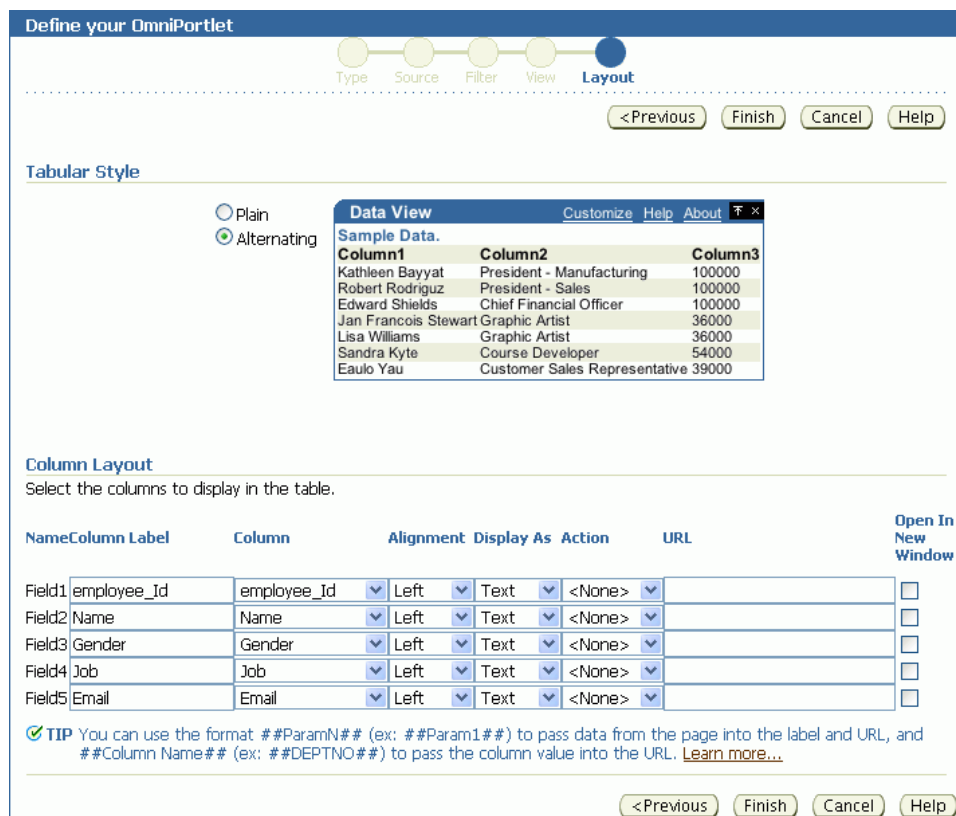 Define your OmniPortlet
Type Source Filter View Layout
<Previous Finish Cancel Help
Tabular Style
Plain
Alternating
Data View Customize Help About
Sample Data.
Column1 Column2 Column3
Kathleen Bayyat President - Manufacturing 100000
Robert Rodriguz President - Sales 100000
Edward Shields Chief Financial Officer 100000
Jan Francois Stewart Graphic Artist 36000
Lisa Williams Graphic Artist 36000
Sandra Kyte Course Developer 54000
Eaulo Yau Customer Sales Representative 39000
Column Layout
Select the columns to display in the table.
Name Column Label Column Alignment Display As Action URL Open In New Window
Field1 employee_Id employee_Id Left Text <None>
Field2 Name Name Left Text <None>
Field3 Gender Gender Left Text <None>
Field4 Job Job Left Text <None>
Field5 Email Email Left Text <None>
TIP You can use the format ##ParamN## (ex: ##Param1##) to pass data from the page into the label and URL, and
##Column Name## (ex: ##DEPTNO##) to pass the column value into the URL. Learn more...
<Previous Finish Cancel Help